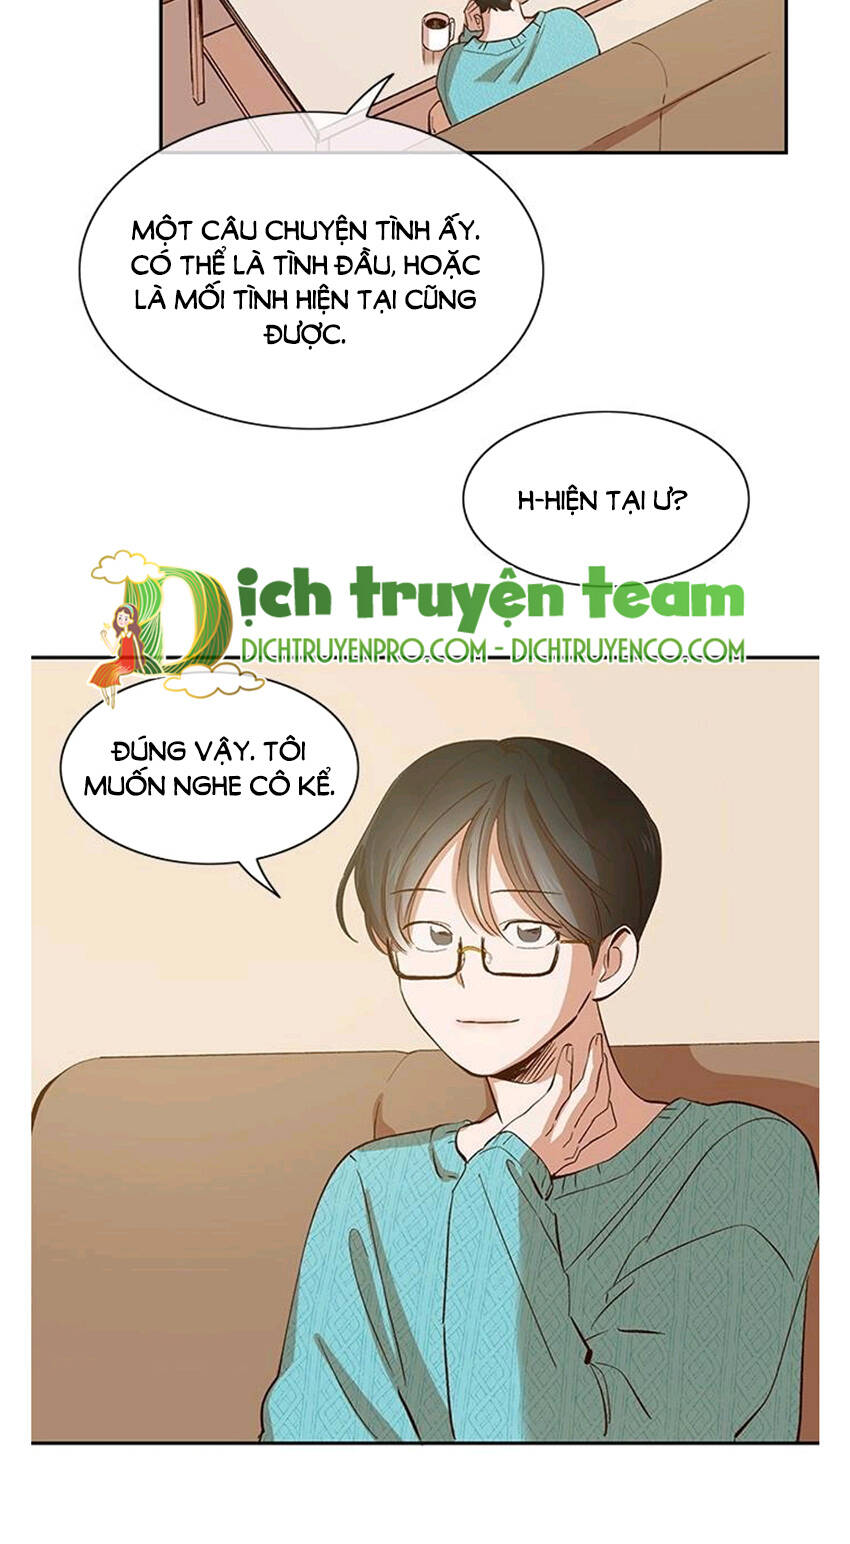 MỘT CÂU CHUYỆN TÌNH ẤY.
CÓ THỂ LÀ TÌNH ĐẦU, HOẶC
LÀ MỐI TÌNH HIỆN TẠI CŨNG
ĐƯỢC.
H-HIỆN TẠI Ư?
Dịch truyện team
DICHTRUYENPRO.COM - DICHTRUYENCO.COM
ĐÚNG VẬY. TÔI
MUỐN NGHE CÔ KỂ.